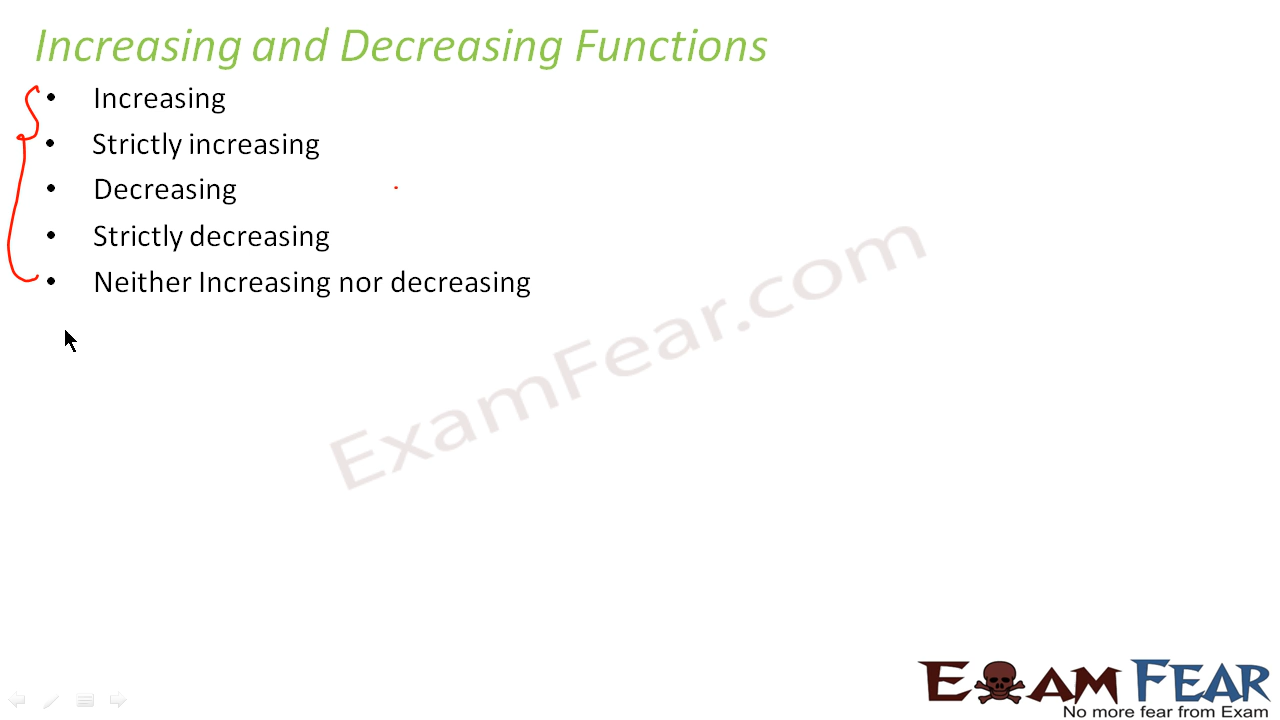 Increasing and Decreasing Functions
• Increasing
• Strictly increasing
• Decreasing
• Strictly decreasing
• Neither Increasing nor decreasing
ExamFear.com
EXAM FEAR
No more fear from Exam